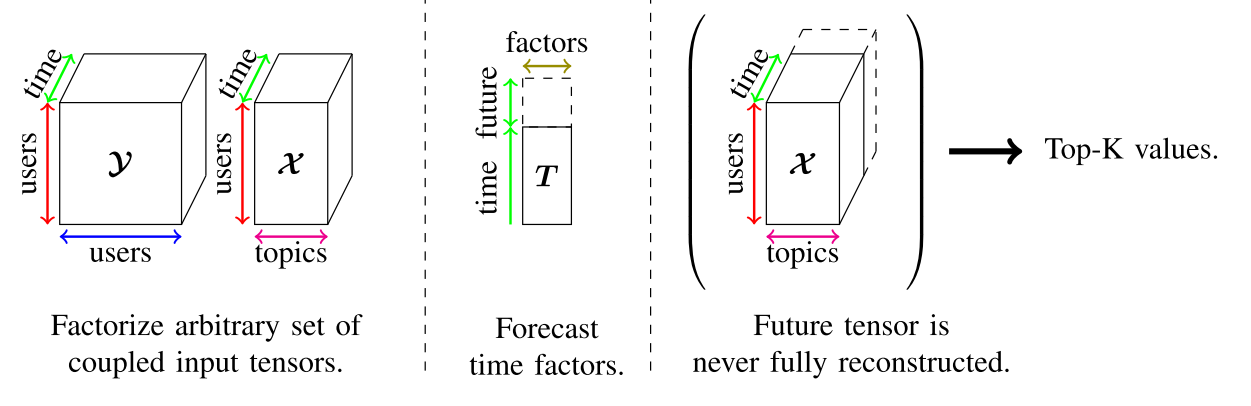 time
users
𝒴
users
time
users
𝒳
topics
Factorize arbitrary set of
coupled input tensors.
factors
future
time
T
Forecast
time factors.
time
users
𝒳
topics
Top-K values.
Future tensor is
never fully reconstructed.